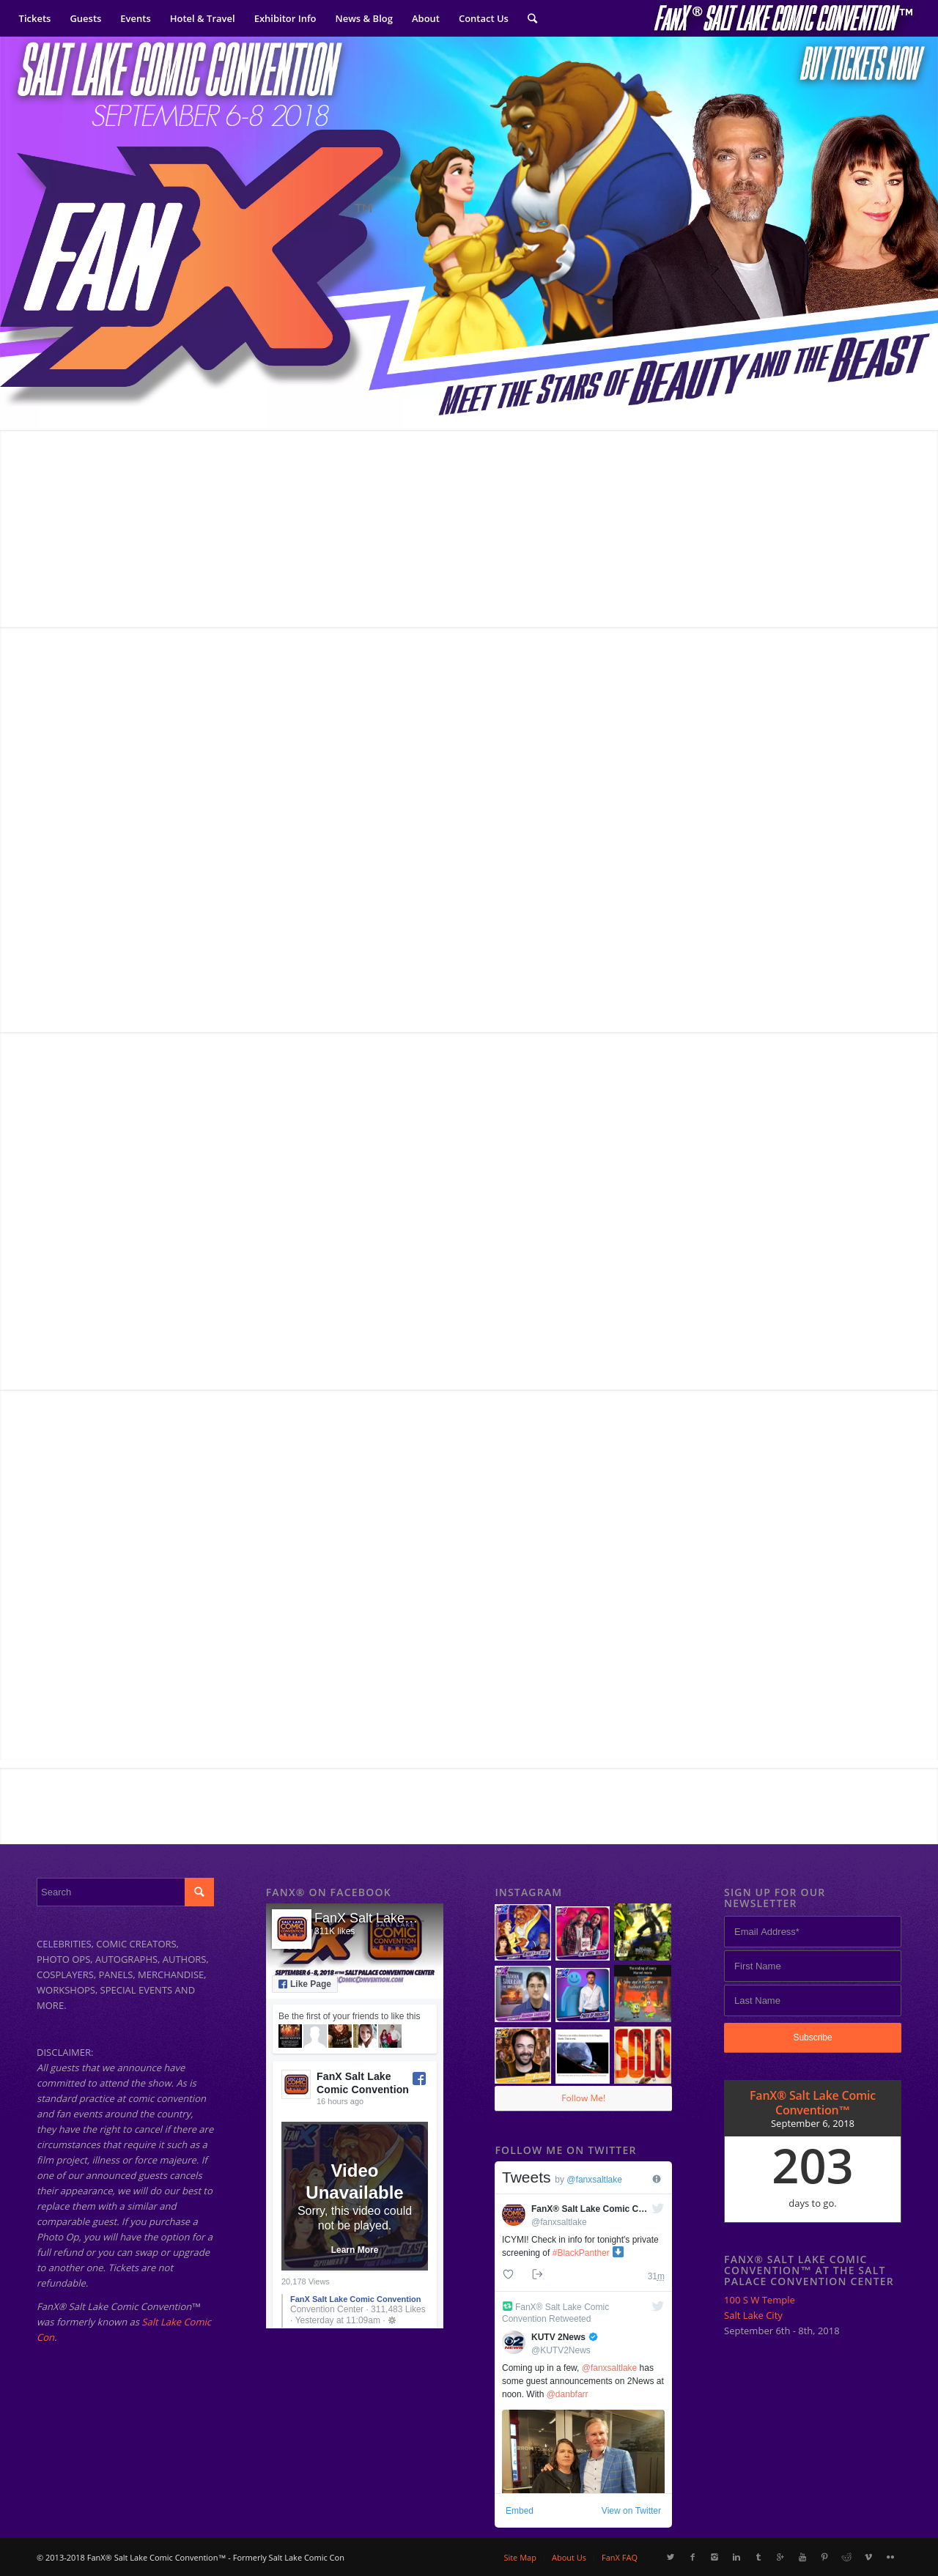 Tickets Guests Events Hotel & Travel Exhibitor Info News & Blog About Contact Us
FanX® Salt Lake Comic Convention™
SALT LAKE COMIC CONVENTION
SEPTEMBER 6-8 2018
BUY TICKETS NOW
FANX
TM
MEET THE STARS OF BEAUTY AND THE BEAST
Search
CELEBRITIES, COMIC CREATORS,
PHOTO OPS, AUTOGRAPHS, AUTHORS,
COSPLAYERS, PANELS, MERCHANDISE,
WORKSHOPS, SPECIAL EVENTS AND
MORE.
DISCLAIMER:
All guests that we announce have
committed to attend the show. As is
standard practice at comic convention
and fan events around the country,
they have the right to cancel if there are
circumstances that require it such as a
film project, illness or force majeure. If
one of our announced guests cancels
their appearance, we will do our best to
replace them with a similar and
comparable guest. If you purchase a
Photo Op, you will have the option for a
full refund or you can swap or upgrade
to another one. Tickets are not
refundable.
FanX® Salt Lake Comic Convention™
was formerly known as Salt Lake Comic
Con.
FANX® ON FACEBOOK
FanX Salt Lake...
311K likes
SEPTEMBER 6-8, 2018 AT THE SALT PALACE CONVENTION CENTER
Like Page
Be the first of your friends to like this
FanX Salt Lake
Comic Convention
16 hours ago
Video
Unavailable
Sorry, this video could
not be played.
Learn More
20,178 Views
FanX Salt Lake Comic Convention
Convention Center · 311,483 Likes
· Yesterday at 11:09am ·
INSTAGRAM
SOLO
Follow Me!
FOLLOW ME ON TWITTER
Tweets by @fanxsaltlake
FanX® Salt Lake Comic C...
@fanxsaltlake
ICYMI! Check in info for tonight's private
screening of #BlackPanther
31m
FanX® Salt Lake Comic
Convention Retweeted
KUTV 2News
@KUTV2News
Coming up in a few, @fanxsaltlake has
some guest announcements on 2News at
noon. With @danbfarr
Embed View on Twitter
SIGN UP FOR OUR
NEWSLETTER
Email Address*
First Name
Last Name
Subscribe
FanX® Salt Lake Comic
Convention™
September 6, 2018
203
days to go.
FANX® SALT LAKE COMIC
CONVENTION™ AT THE SALT
PALACE CONVENTION CENTER
100 S W Temple
Salt Lake City
September 6th - 8th, 2018
© 2013-2018 FanX® Salt Lake Comic Convention™ - Formerly Salt Lake Comic Con
Site Map About Us FanX FAQ